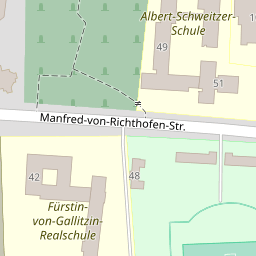 Albert-Schweitzer-
Schule
49
51
Manfred-von-Richthofen-Str.
42
48
Fürstin-
von-Gallitzin-
Realschule